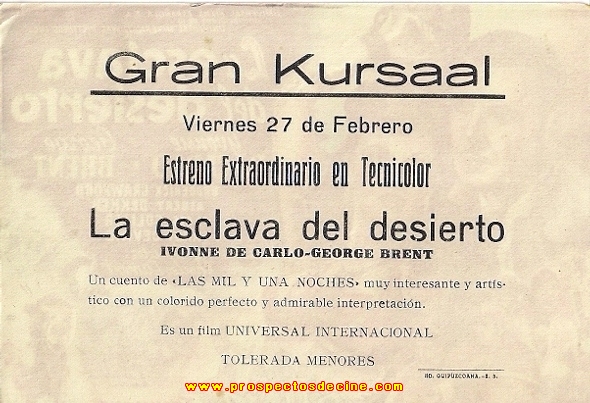 Gran Kursaal
Viernes 27 de Febrero
Estreno Extraordinario en Tecnicolor
La esclava del desierto
IVONNE DE CARLO-GEORGE BRENT
Un cuento de «LAS MIL Y UNA NOCHES» muy interesante y artís-
tico con un colorido perfecto y admirable interpretación.
Es un film UNIVERSAL INTERNACIONAL
TOLERADA MENORES
ED. GUIPUZCOANA.-S. S.
www.prospectosdecine.com